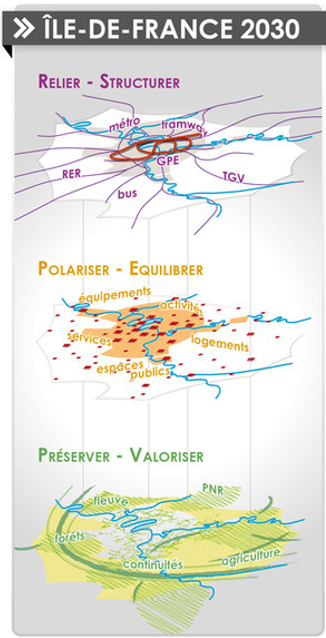 ÎLE-DE-FRANCE 2030
RELIER - STRUCTURER
métro
tramway
GPE
RER
TGV
bus
POLARISER - EQUILIBRER
équipements
activités
services
logements
espaces
publics
PRÉSERVER - VALORISER
PNR
fleuve
forêts
continuités
agriculture